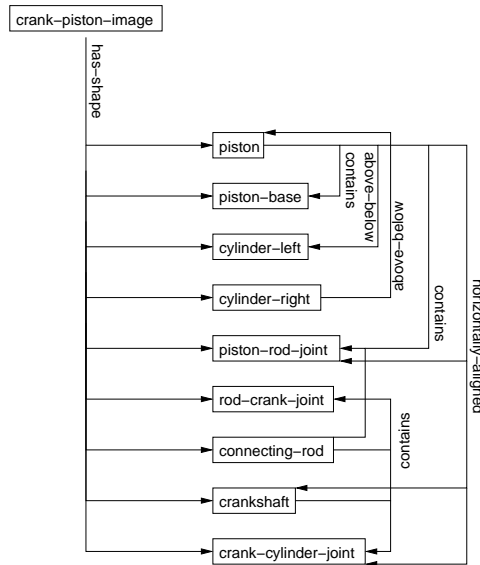 crank-piston-image
has-shape
piston
contains
above-below
piston-base
cylinder-left
above-below
cylinder-right
contains
horizontally-aligned
piston-rod-joint
rod-crank-joint
contains
connecting-rod
crankshaft
crank-cylinder-joint